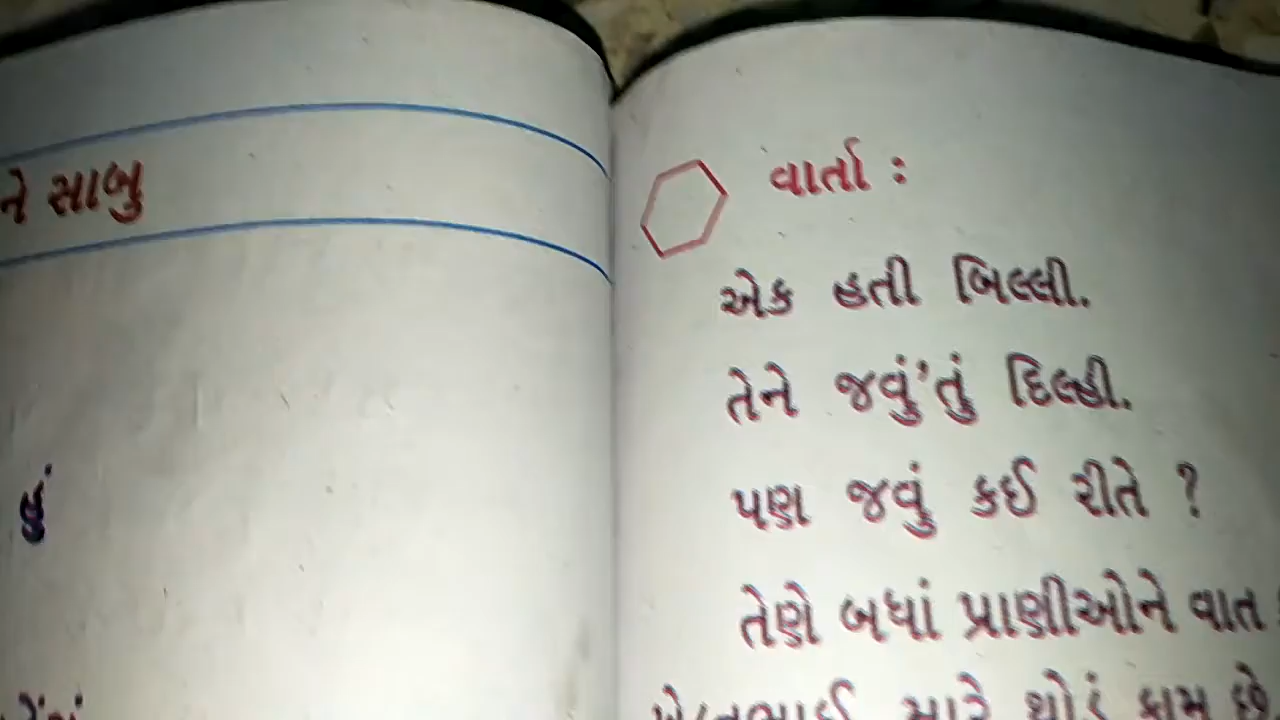 ને સાબુ
હું
વાર્તા :
એક હતી બિલ્લી.
તેને જવું'તું દિલ્હી.
પણ જવું કઈ રીતે ?
તેણે બધાં પ્રાણીઓને વાત
મારે થોડું કામ છે